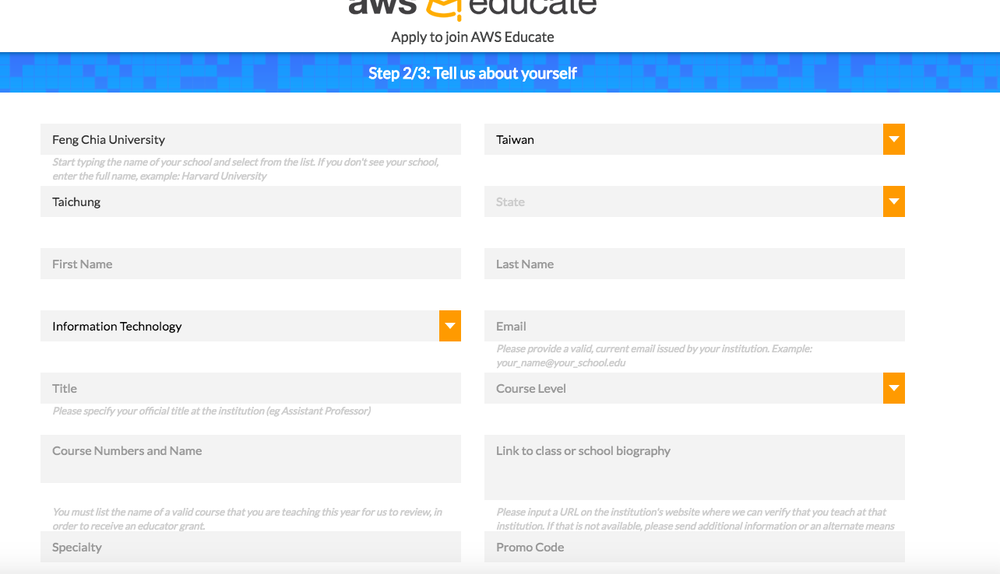 aws educate
Apply to join AWS Educate
Step 2/3: Tell us about yourself
Feng Chia University
Taiwan
Start typing the name of your school and select from the list. If you don't see your school,
enter the full name, example: Harvard University
Taichung
State
First Name
Last Name
Information Technology
Email
Please provide a valid, current email issued by your institution. Example:
your_name@your_school.edu
Title
Course Level
Please specify your official title at the institution (eg Assistant Professor)
Course Numbers and Name
Link to class or school biography
You must list the name of a valid course that you are teaching this year for us to review, in
order to receive an educator grant.
Please input a URL on the institution's website where we can verify that you teach at that
institution. If that is not available, please send additional information or an alternate means
Specialty
Promo Code